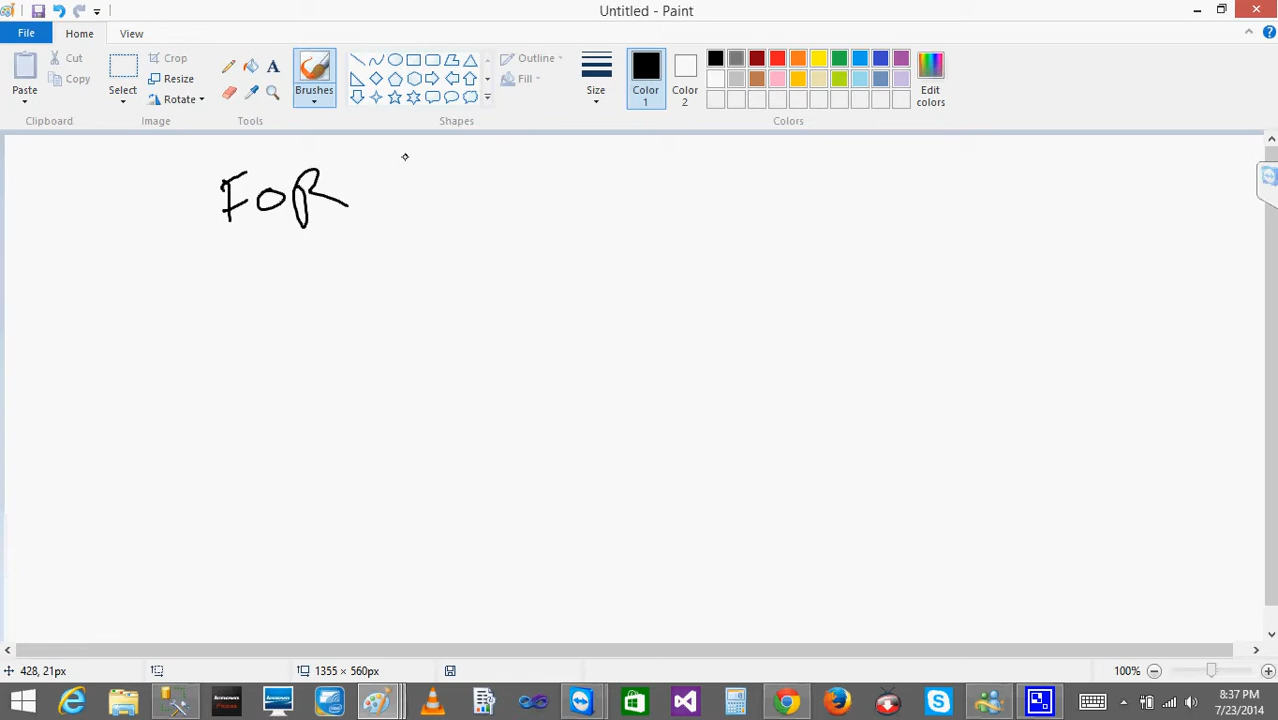 Untitled - Paint
File Home View
Paste Cut Copy Select Crop Resize Rotate Brushes Outline Fill Size Color 1 Color 2 Edit colors
Clipboard Image Tools Shapes Colors
A
FOR
428, 21px 1355 × 560px 100%
8:37 PM
7/23/2014